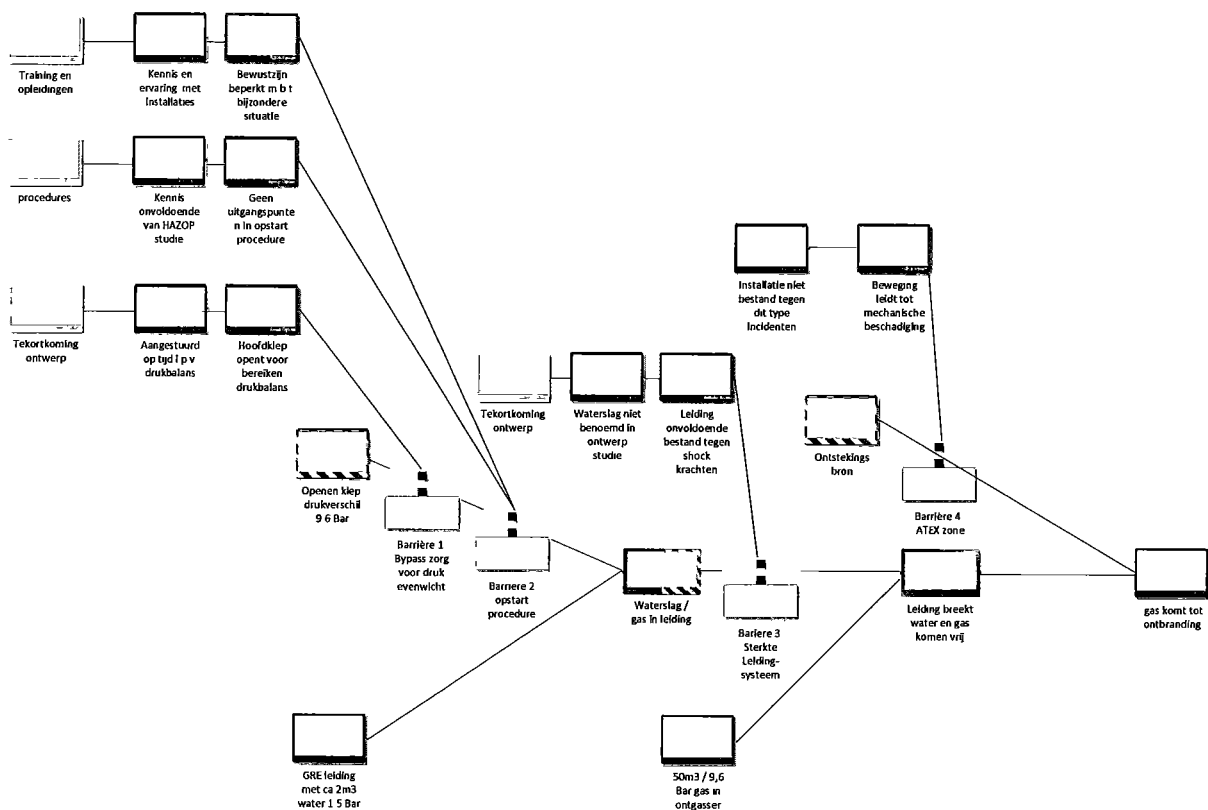 Training en
opleidingen
Kennis en
ervaring met
installaties
Bewustzijn
beperkt m b t
bijzondere
situatie
procedures
Kennis
onvoldoende
van HAZOP
studie
Geen
uitgangspunte
n in opstart
procedure
Tekortkoming
ontwerp
Aangestuurd
op tijd i p v
drukbalans
Hoofdklep
opent voor
bereiken
drukbalans
Installatie niet
bestand tegen
dit type
incidenten
Beweging
leidt tot
mechanische
beschadiging
Tekortkoming
ontwerp
Waterslag niet
benoemd in
ontwerp
studie
Leiding
onvoldoende
bestand tegen
shock
krachten
Ontstekings
bron
Openen klep
drukverschil
9 6 Bar
Barrière 1
Bypass zorg
voor druk
evenwicht
Barriere 2
opstart
procedure
Waterslag /
gas in leiding
Bariere 3
Sterkte
Leiding-
systeem
Barrière 4
ATEX zone
Leiding breekt
water en gas
komen vrij
gas komt tot
ontbranding
GRE leiding
met ca 2m3
water 1 5 Bar
50m3 / 9,6
Bar gas in
ontgasser